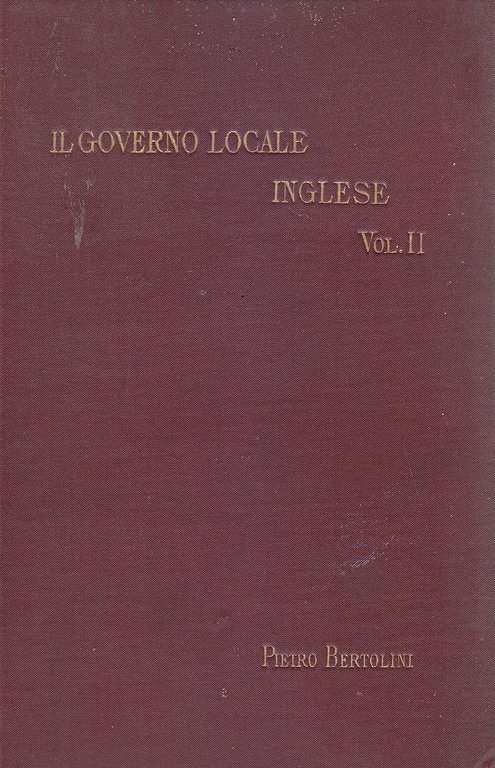 IL GOVERNO LOCALE
INGLESE
VOL. II
PIETRO BERTOLINI